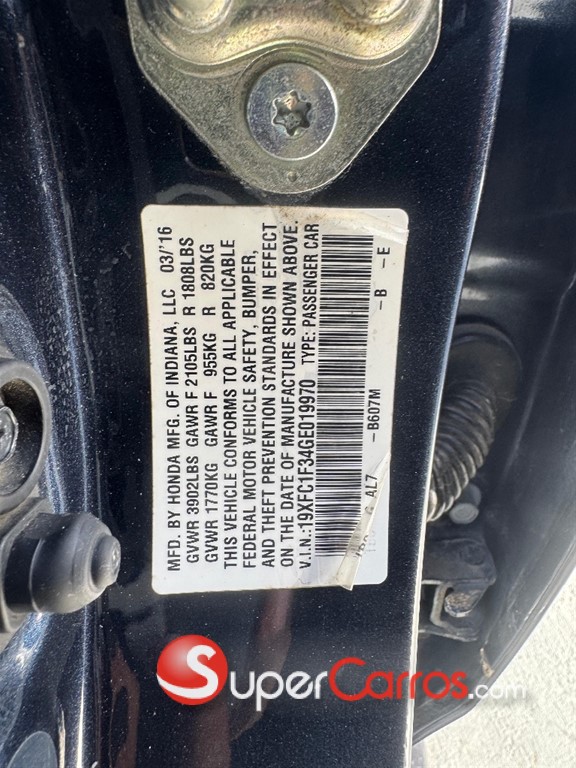 MFD. BY HONDA MFG. OF INDIANA, LLC 03/'16
GVWR 3902LBS GAWR F 2105LBS R 1808LBS
GVWR 1770KG GAWR F 955KG R 820KG
THIS VEHICLE CONFORMS TO ALL APPLICABLE
FEDERAL MOTOR VEHICLE SAFETY, BUMPER,
AND THEFT PREVENTION STANDARDS IN EFFECT
ON THE DATE OF MANUFACTURE SHOWN ABOVE.
V.I.N.:19XFC1F34GE019970 TYPE: PASSENGER CAR
-B607M -B -E
AL7
SuperCarros.com